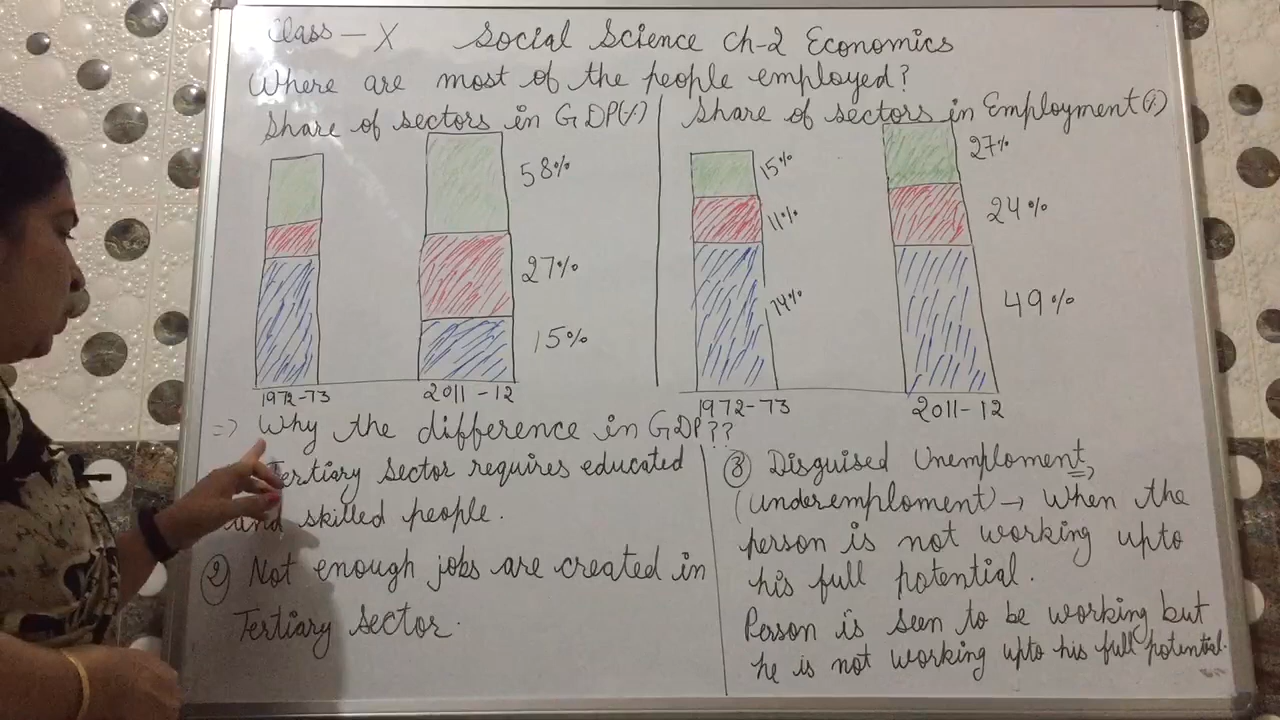 Class - X Social Science Ch-2 Economics
Where are most of the people employed?
Share of sectors in GDP(%)
58%
27%
15%
1972-73
2011-12
Share of sectors in Employment(%)
15%
11%
74%
27%
24%
49%
1972-73
2011-12
=> Why the difference in GDP??
Tertiary sector requires educated
and skilled people.
② Not enough jobs are created in
Tertiary sector.
③ Disguised Unemploment,
(underemploment) → When the
person is not working upto
his full potential.
Person is seen to be working but
he is not working upto his full potential.